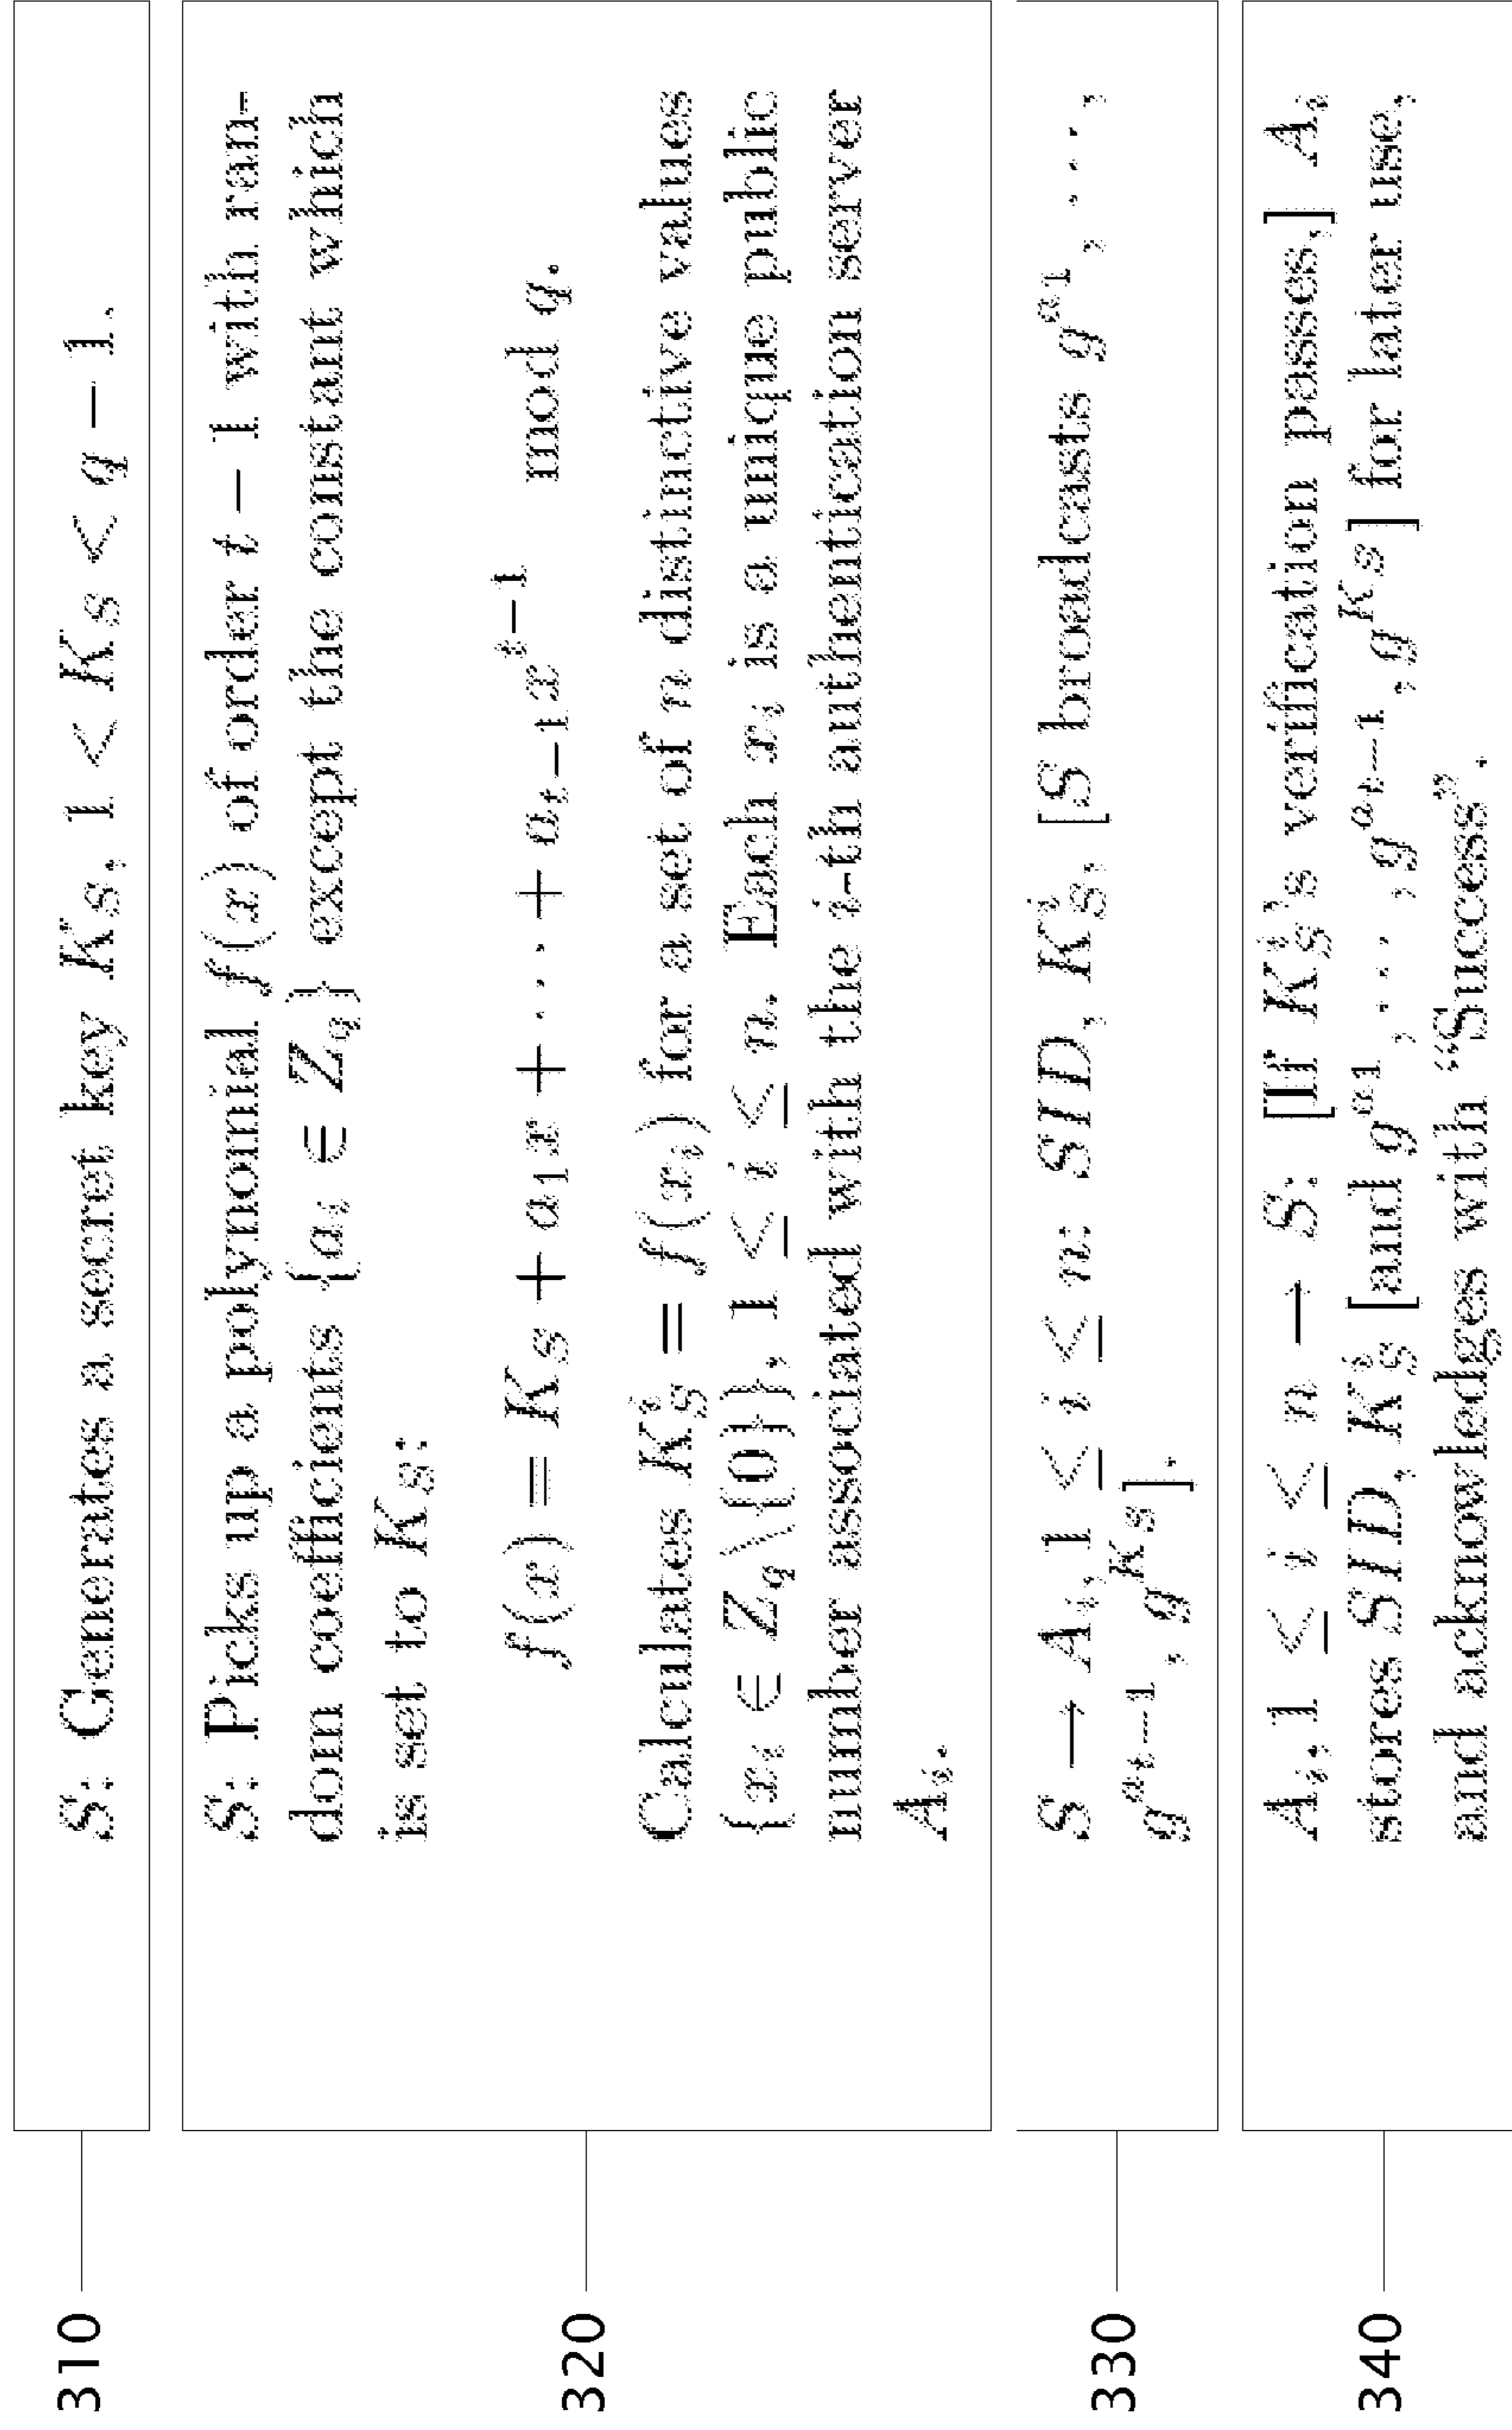 310 S: Generates a secret key K_S, 1 < K_S < q − 1.
320 S: Picks up a polynomial f(x) of order t − 1 with ran-
dom coefficients {a_i ∈ Z_q} except the constant which
is set to K_S:
f(x) = K_S + a_1x + ··· + a_{t−1}x^{t−1} mod q.
Calculates K_S^i = f(x_i) for a set of n distinctive values
{x_i ∈ Z_q\{0}}, 1 ≤ i ≤ n. Each x_i is a unique public
number associated with the i-th authentication server
A_i.
330 S → A_i, 1 ≤ i ≤ n: SID, K_S^i, [S broadcasts g^{a_1}, ··· ,
g^{a_{t−1}}, g^{K_S}].
340 A_i, 1 ≤ i ≤ n → S: [If K_S^i's verification passes,] A_i
stores SID, K_S^i [and g^{a_1}, ··· , g^{a_{t−1}}, g^{K_S}] for later use,
and acknowledges with “Success”.